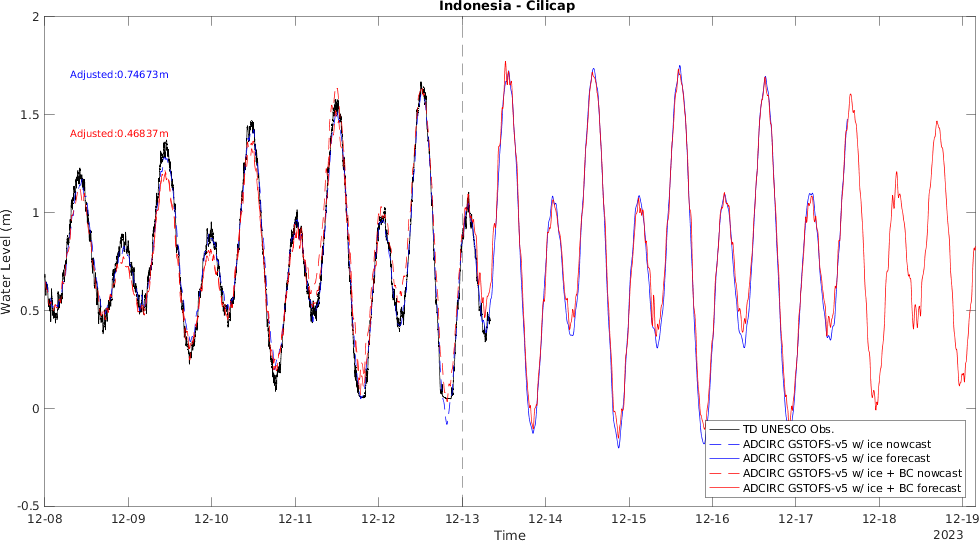 Indonesia - Cilicap
2
1.5
1
0.5
0
-0.5
Water Level (m)
Adjusted:0.74673m
Adjusted:0.46837m
TD UNESCO Obs.
ADCIRC GSTOFS-v5 w/ ice nowcast
ADCIRC GSTOFS-v5 w/ ice forecast
ADCIRC GSTOFS-v5 w/ ice + BC nowcast
ADCIRC GSTOFS-v5 w/ ice + BC forecast
12-08 12-09 12-10 12-11 12-12 12-13 12-14 12-15 12-16 12-17 12-18 12-19
Time
2023